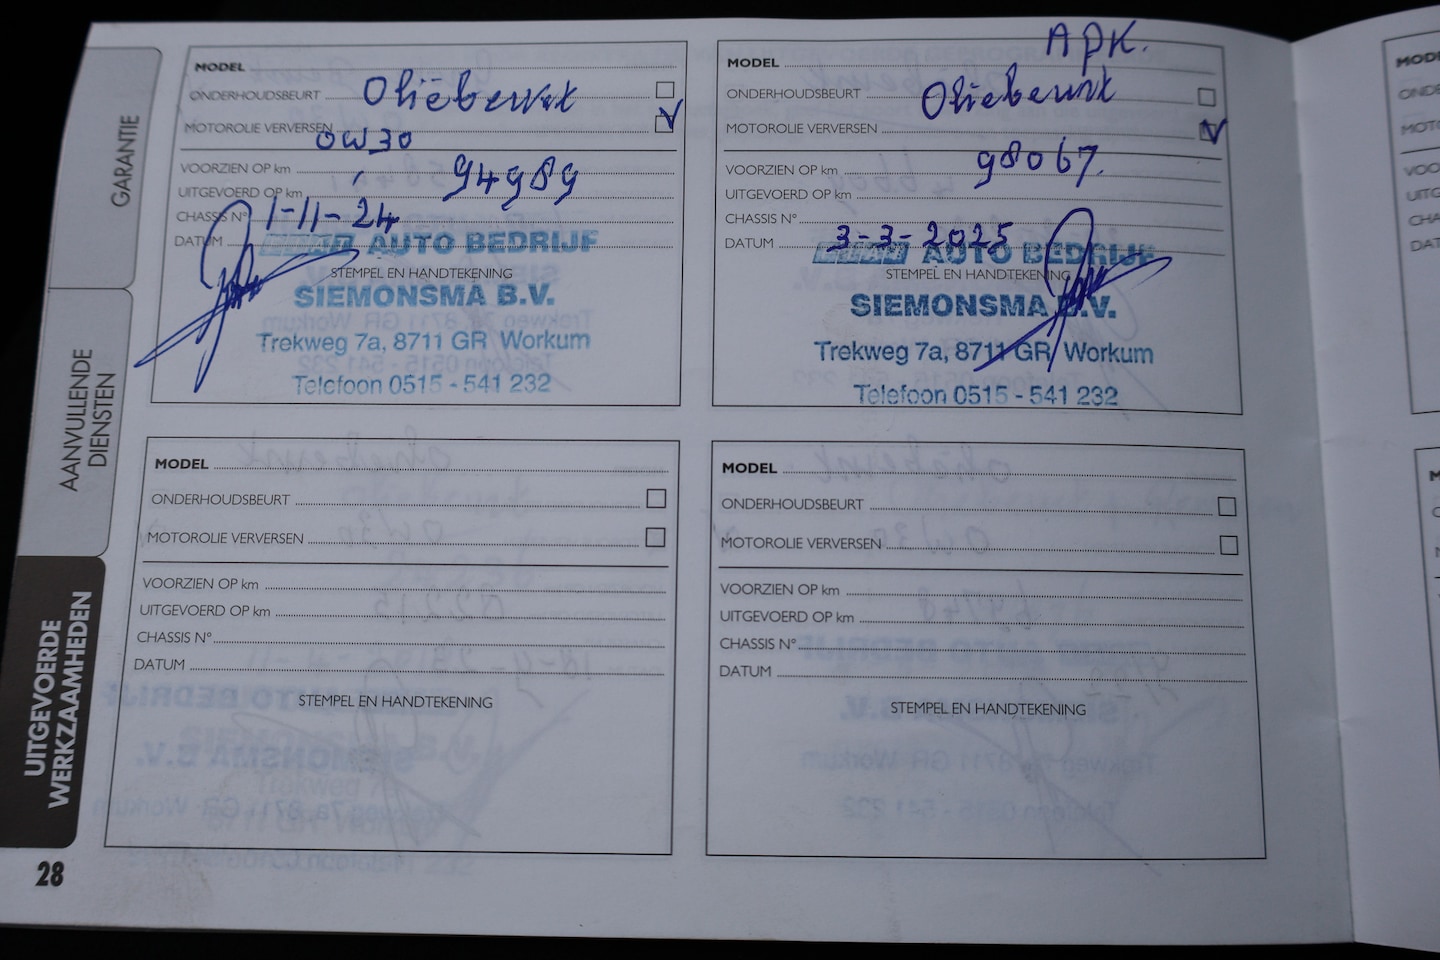 GARANTIE
AANVULLENDE
DIENSTEN
UITGEVOERDE
WERKZAAMHEDEN
28
MODEL
ONDERHOUDSBEURT Oliebeurt
MOTOROLIE VERVERSEN
0W30
VOORZIEN OP km
UITGEVOERD OP km 94989
CHASSIS N° 1-11-24
DATUM
AUTO BEDRIJF
STEMPEL EN HANDTEKENING
SIEMONSMA B.V.
Trekweg 7a, 8711 GR Workum
Telefoon 0515 - 541 232
APK.
MODEL
ONDERHOUDSBEURT Oliebeurt
MOTOROLIE VERVERSEN
VOORZIEN OP km 98067
UITGEVOERD OP km
CHASSIS N°
DATUM 3-3-2025
AUTO BEDRIJF
STEMPEL EN HANDTEKENING
SIEMONSMA B.V.
Trekweg 7a, 8711 GR Workum
Telefoon 0515 - 541 232
MODEL
ONDERHOUDSBEURT
MOTOROLIE VERVERSEN
VOORZIEN OP km
UITGEVOERD OP km
CHASSIS N°
DATUM
STEMPEL EN HANDTEKENING
MODEL
ONDERHOUDSBEURT
MOTOROLIE VERVERSEN
VOORZIEN OP km
UITGEVOERD OP km
CHASSIS N°
DATUM
STEMPEL EN HANDTEKENING